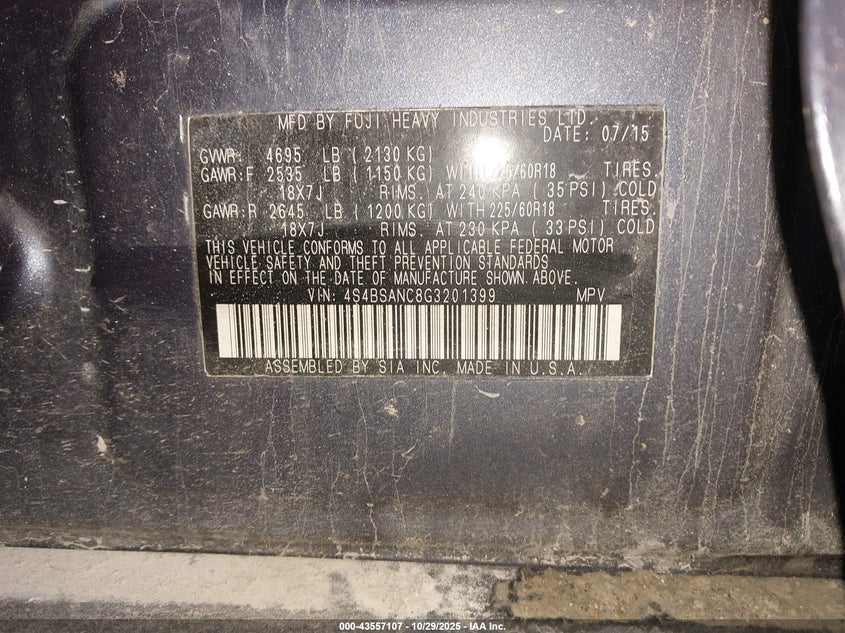 MFD BY FUJI HEAVY INDUSTRIES LTD.
DATE: 07/15
GVWR: 4695 LB ( 2130 KG)
GAWR:F 2535 LB ( 1150 KG) WITH 225/60R18 TIRES.
18X7J RIMS. AT 240 KPA ( 35 PSI) COLD
GAWR:R 2645 LB ( 1200 KG) WITH 225/60R18 TIRES.
18X7J RIMS. AT 230 KPA ( 33 PSI) COLD
THIS VEHICLE CONFORMS TO ALL APPLICABLE FEDERAL MOTOR
VEHICLE SAFETY AND THEFT PREVENTION STANDARDS
IN EFFECT ON THE DATE OF MANUFACTURE SHOWN ABOVE.
VIN: 4S4BSANC8G3201399 MPV
ASSEMBLED BY SIA INC. MADE IN U.S.A.
000-43557107 - 10/29/2025 - IAA Inc.